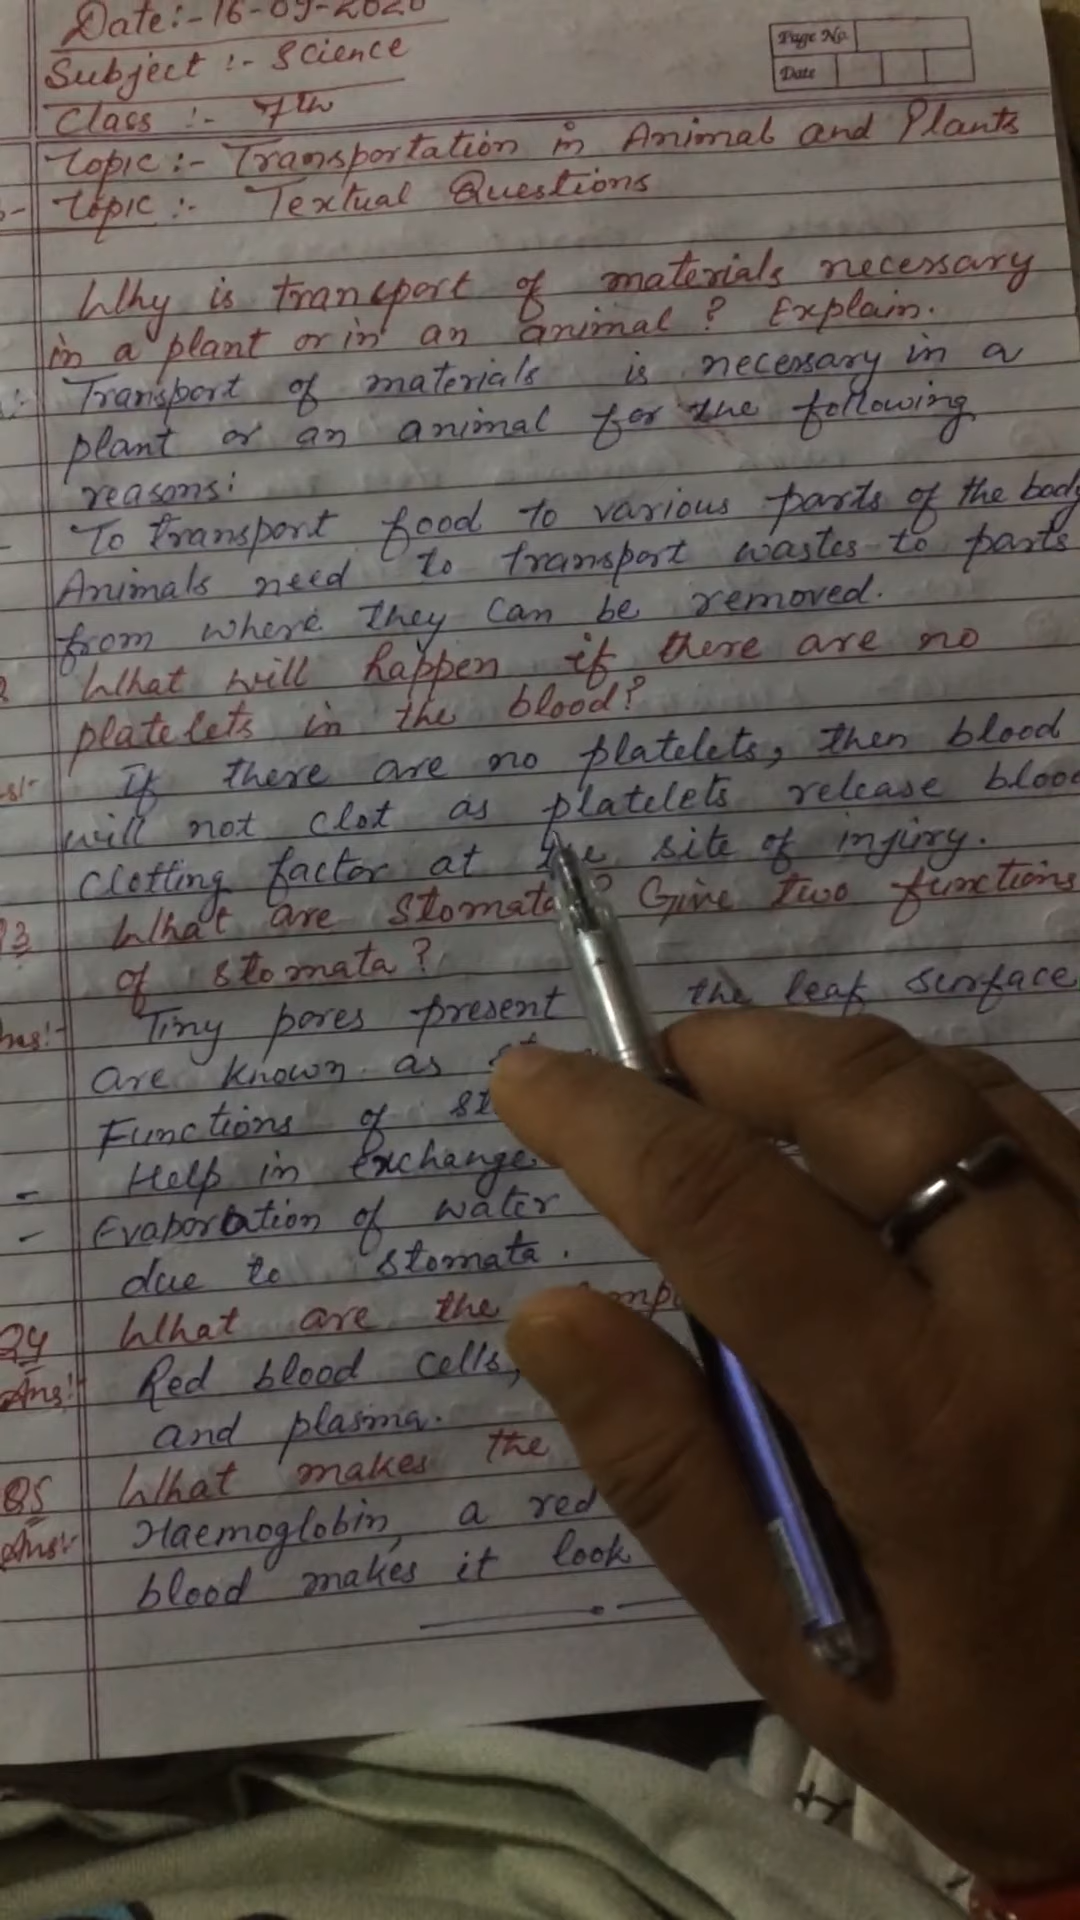 Date:- 16-09-2020
Subject :- Science
Class :- 7th
Page No.
Date
Topic :- Transportation in Animal and Plants
Topic :- Textual Questions
Why is transport of materials necessary
in a plant or in an animal? Explain.
Transport of materials is necessary in a
plant or an animal for the following
reasons:
- To transport food to various parts of the body
Animals need to transport wastes to parts
from where they can be removed.
What will happen if there are no
platelets in the blood?
If there are no platelets, then blood
will not clot as platelets release blood
clotting factor at the site of injury.
What are stomata? Give two functions
of stomata?
Tiny pores present the leaf surface
are known as
Functions of
- Help in exchange
- Evaporation of water
due to stomata.
Q4 What are the
Ans:- Red blood cells,
and plasma.
Q5 What makes the
Ans:- Haemoglobin, a red
blood makes it look